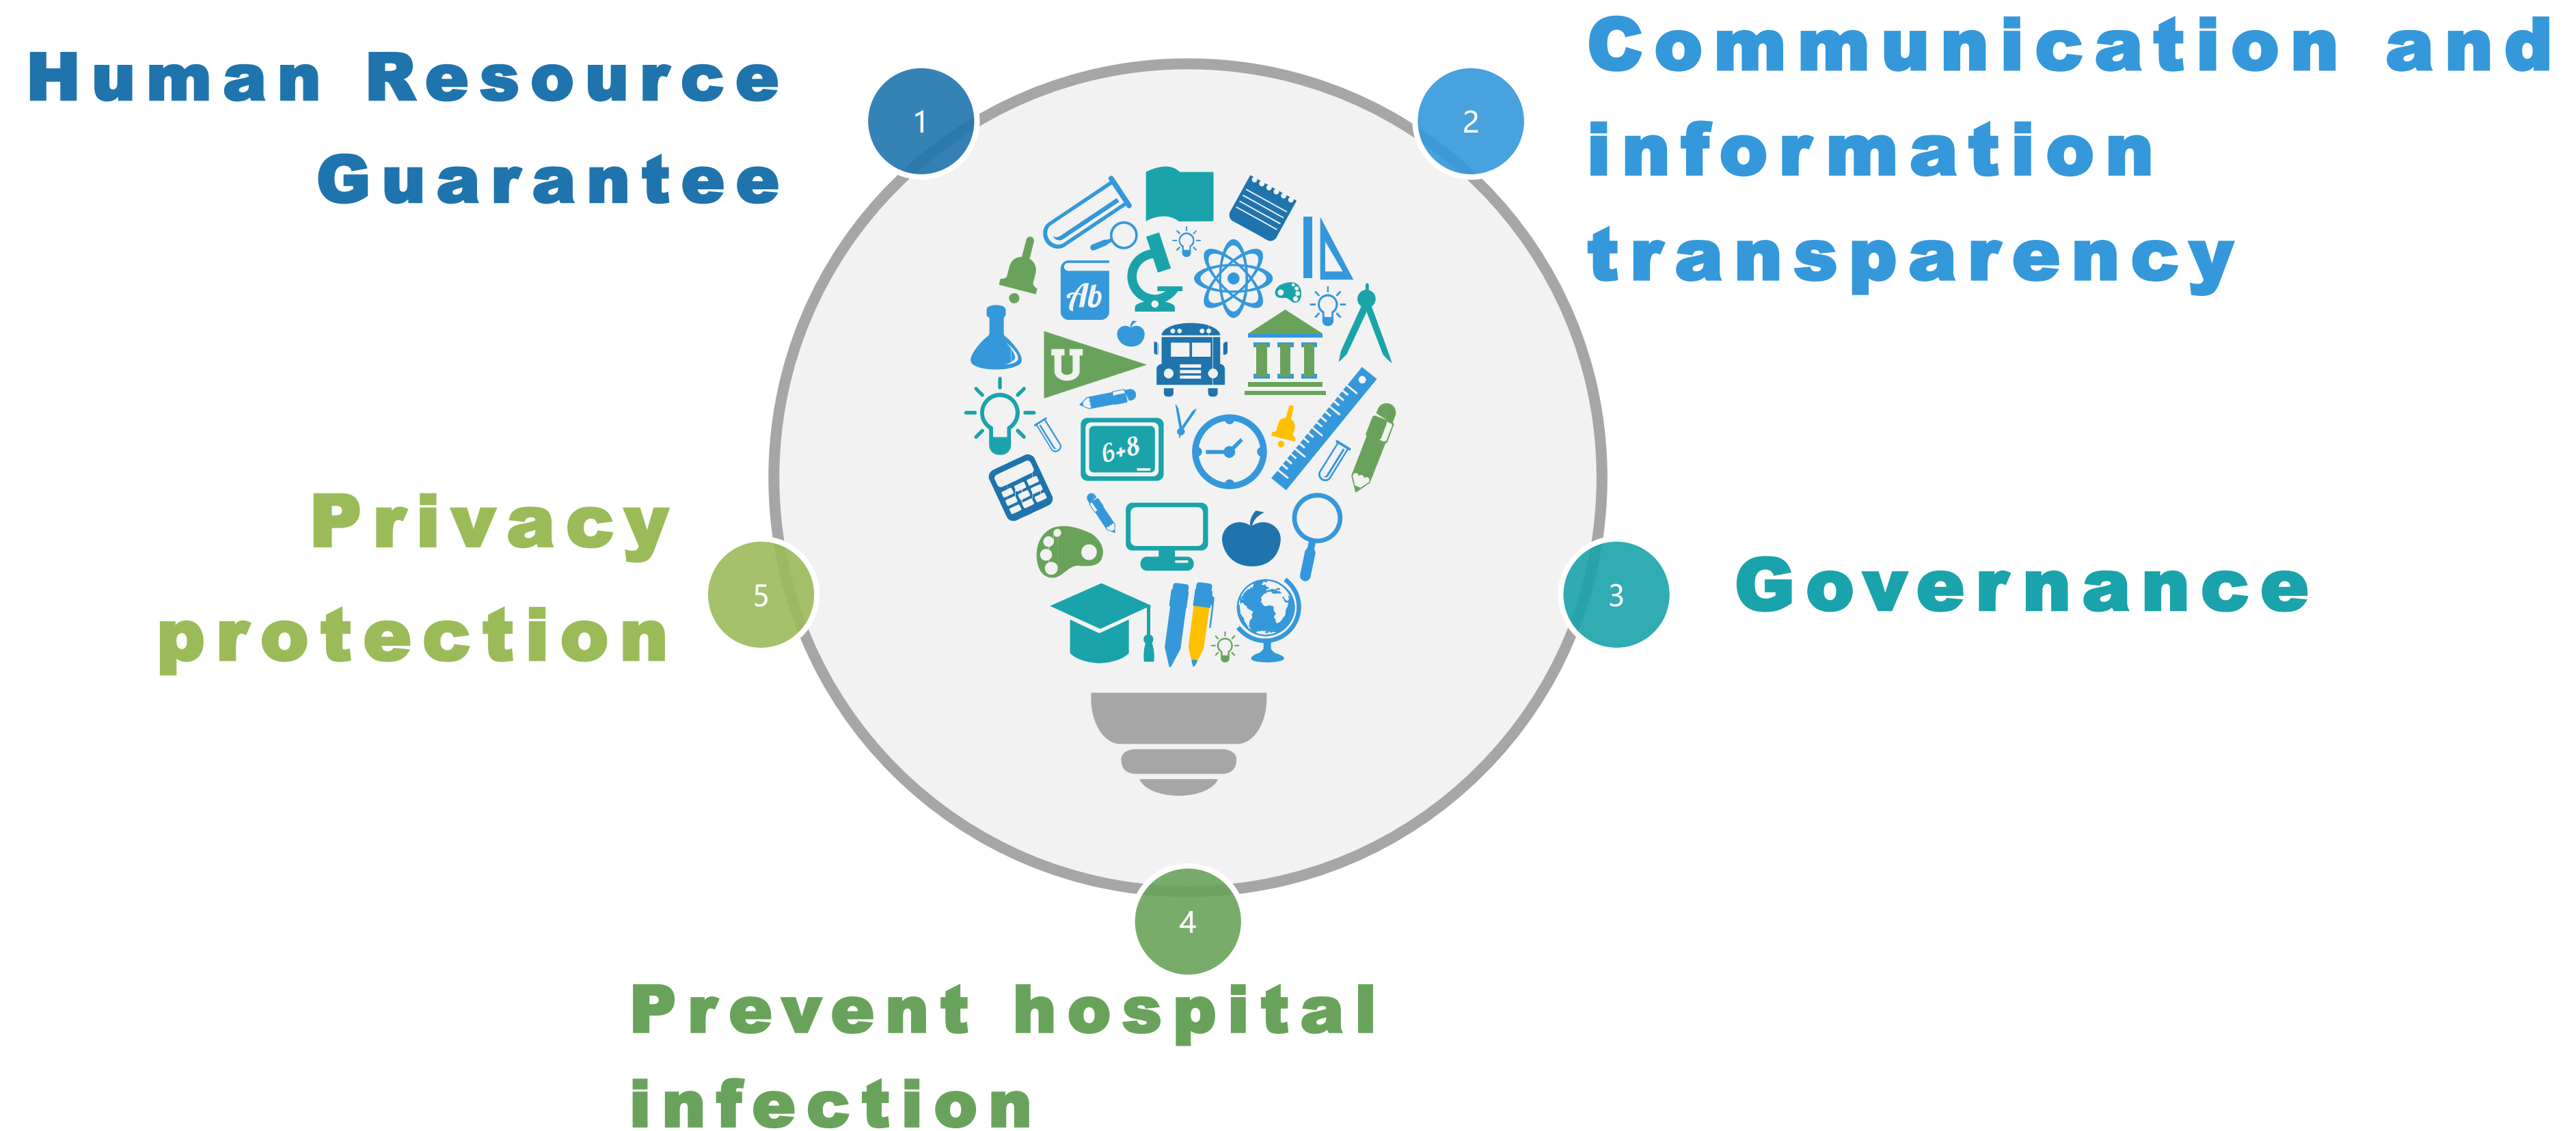 Human Resource
Guarantee
1
2
Communication and
information
transparency
Ab
U
6+8
Privacy
protection
5
3
Governance
4
Prevent hospital
infection